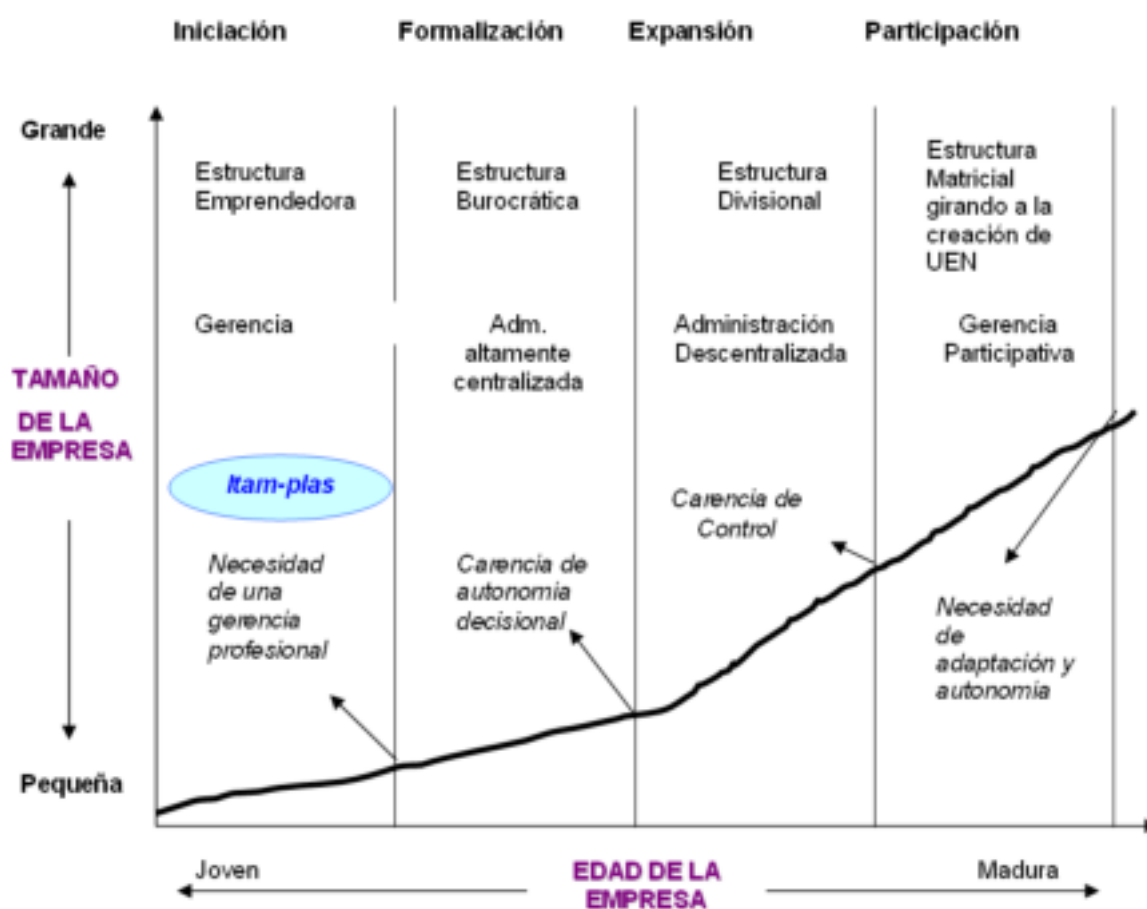 Iniciación
Formalización
Expansión
Participación
Grande
Estructura
Emprendedora
Estructura
Burocrática
Estructura
Divisional
Estructura
Matricial
girando a la
creación de
UEN
Gerencia
Adm.
altamente
centralizada
Administración
Descentralizada
Gerencia
Participativa
TAMAÑO
DE LA
EMPRESA
Itam-plas
Necesidad
de una
gerencia
profesional
Carencia de
autonomía
decisional
Carencia de
Control
Necesidad
de
adaptación y
autonomía
Pequeña
Joven
EDAD DE LA
EMPRESA
Madura